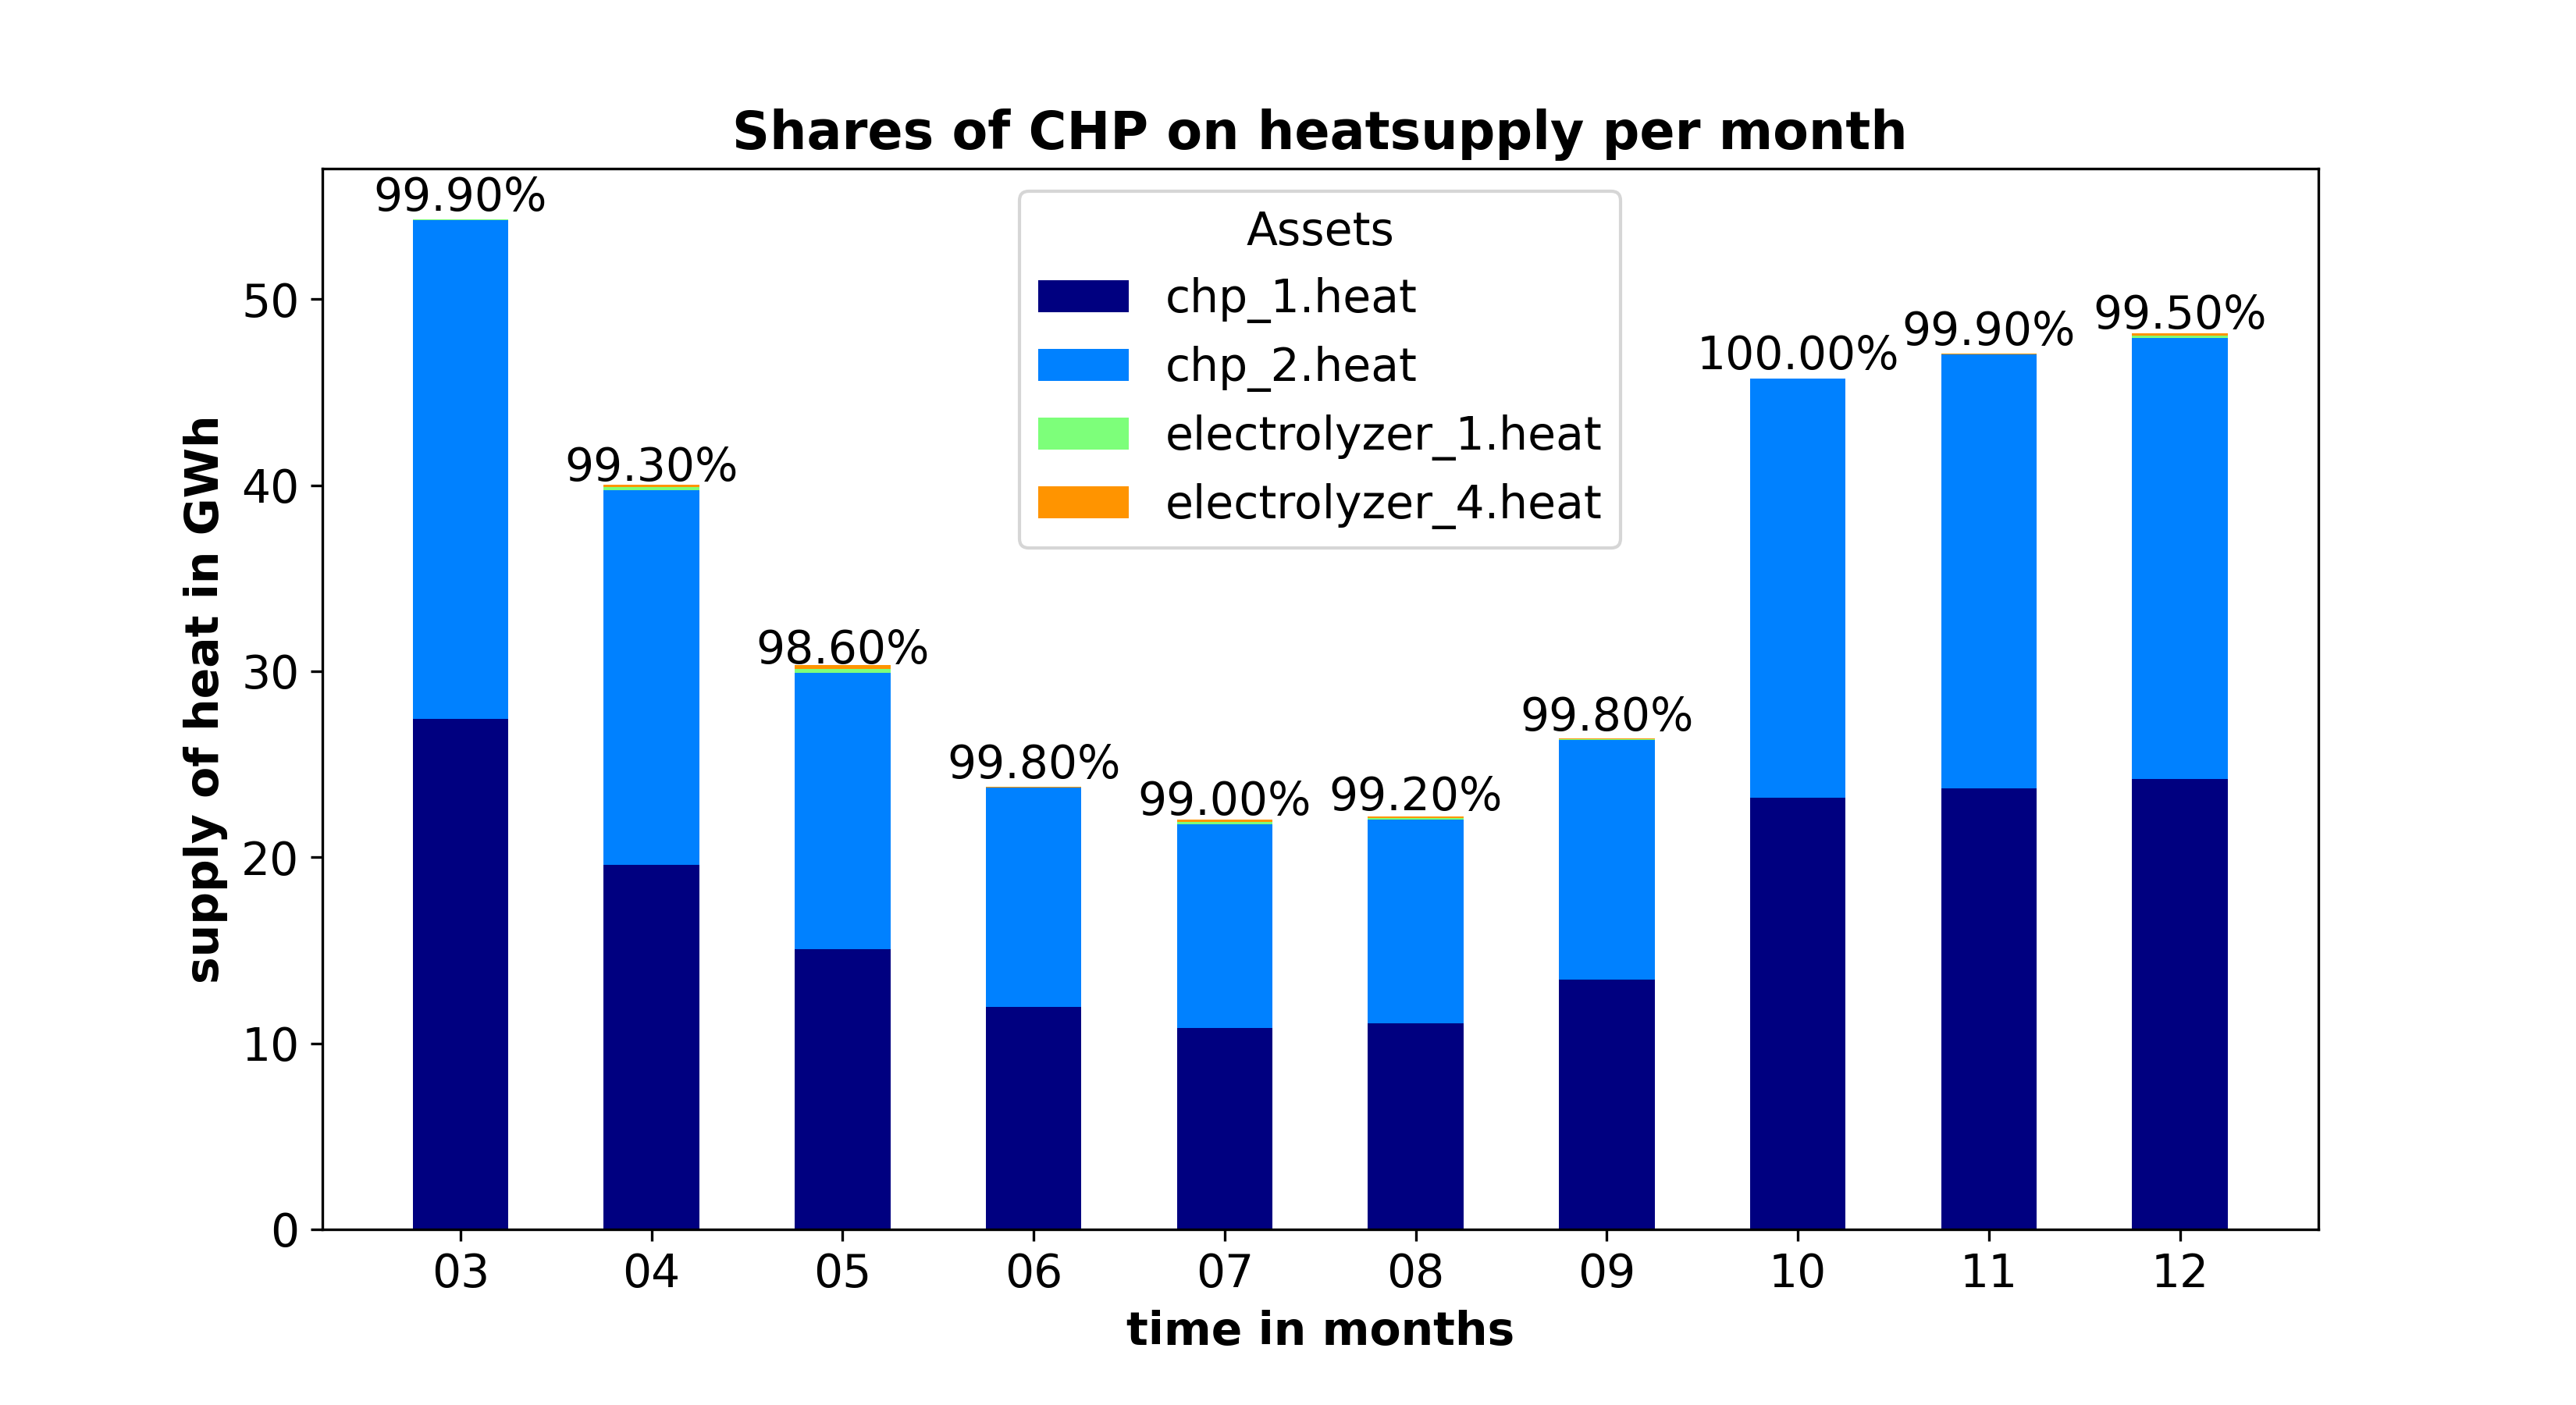 Shares of CHP on heatsupply per month
99.90%
99.30%
98.60%
99.80%
99.00%
99.20%
99.80%
100.00%
99.90%
99.50%
Assets
chp_1.heat
chp_2.heat
electrolyzer_1.heat
electrolyzer_4.heat
supply of heat in GWh
50
40
30
20
10
0
03 04 05 06 07 08 09 10 11 12
time in months